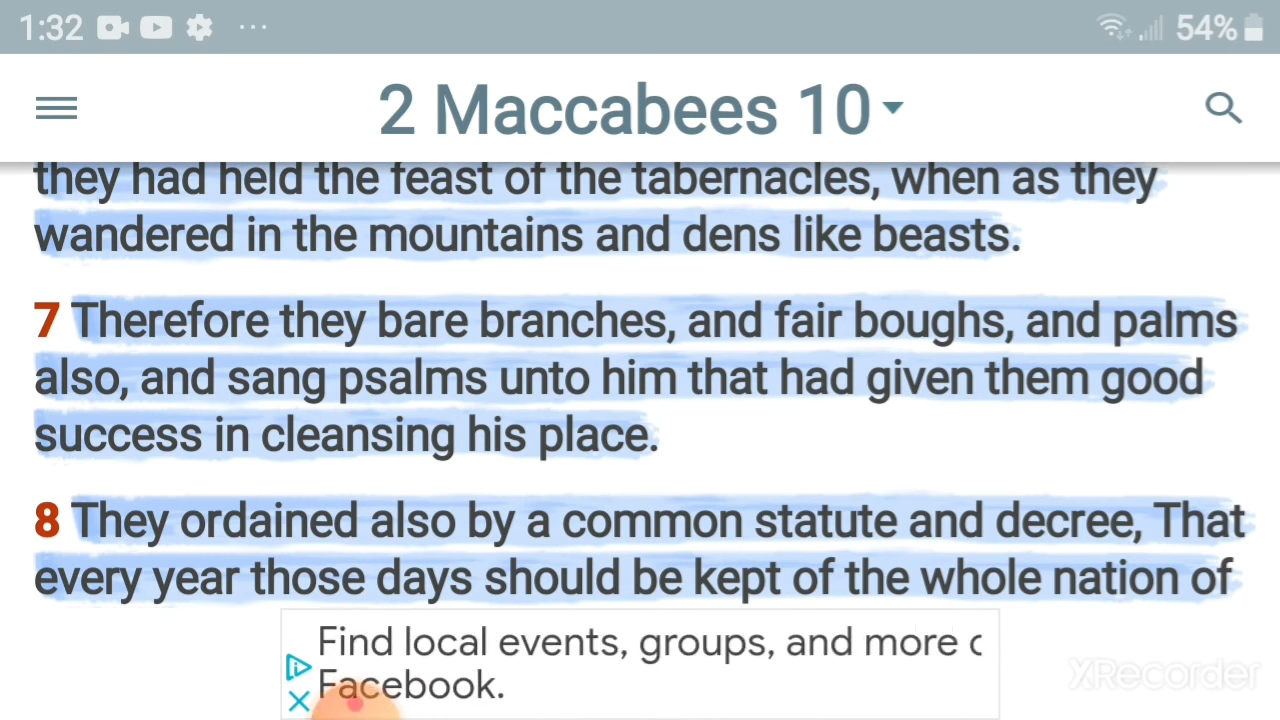 1:32 ... 54%
2 Maccabees 10
they had held the feast of the tabernacles, when as they
wandered in the mountains and dens like beasts.
7 Therefore they bare branches, and fair boughs, and palms
also, and sang psalms unto him that had given them good
success in cleansing his place.
8 They ordained also by a common statute and decree, That
every year those days should be kept of the whole nation of
Find local events, groups, and more
Facebook.
XRecorder